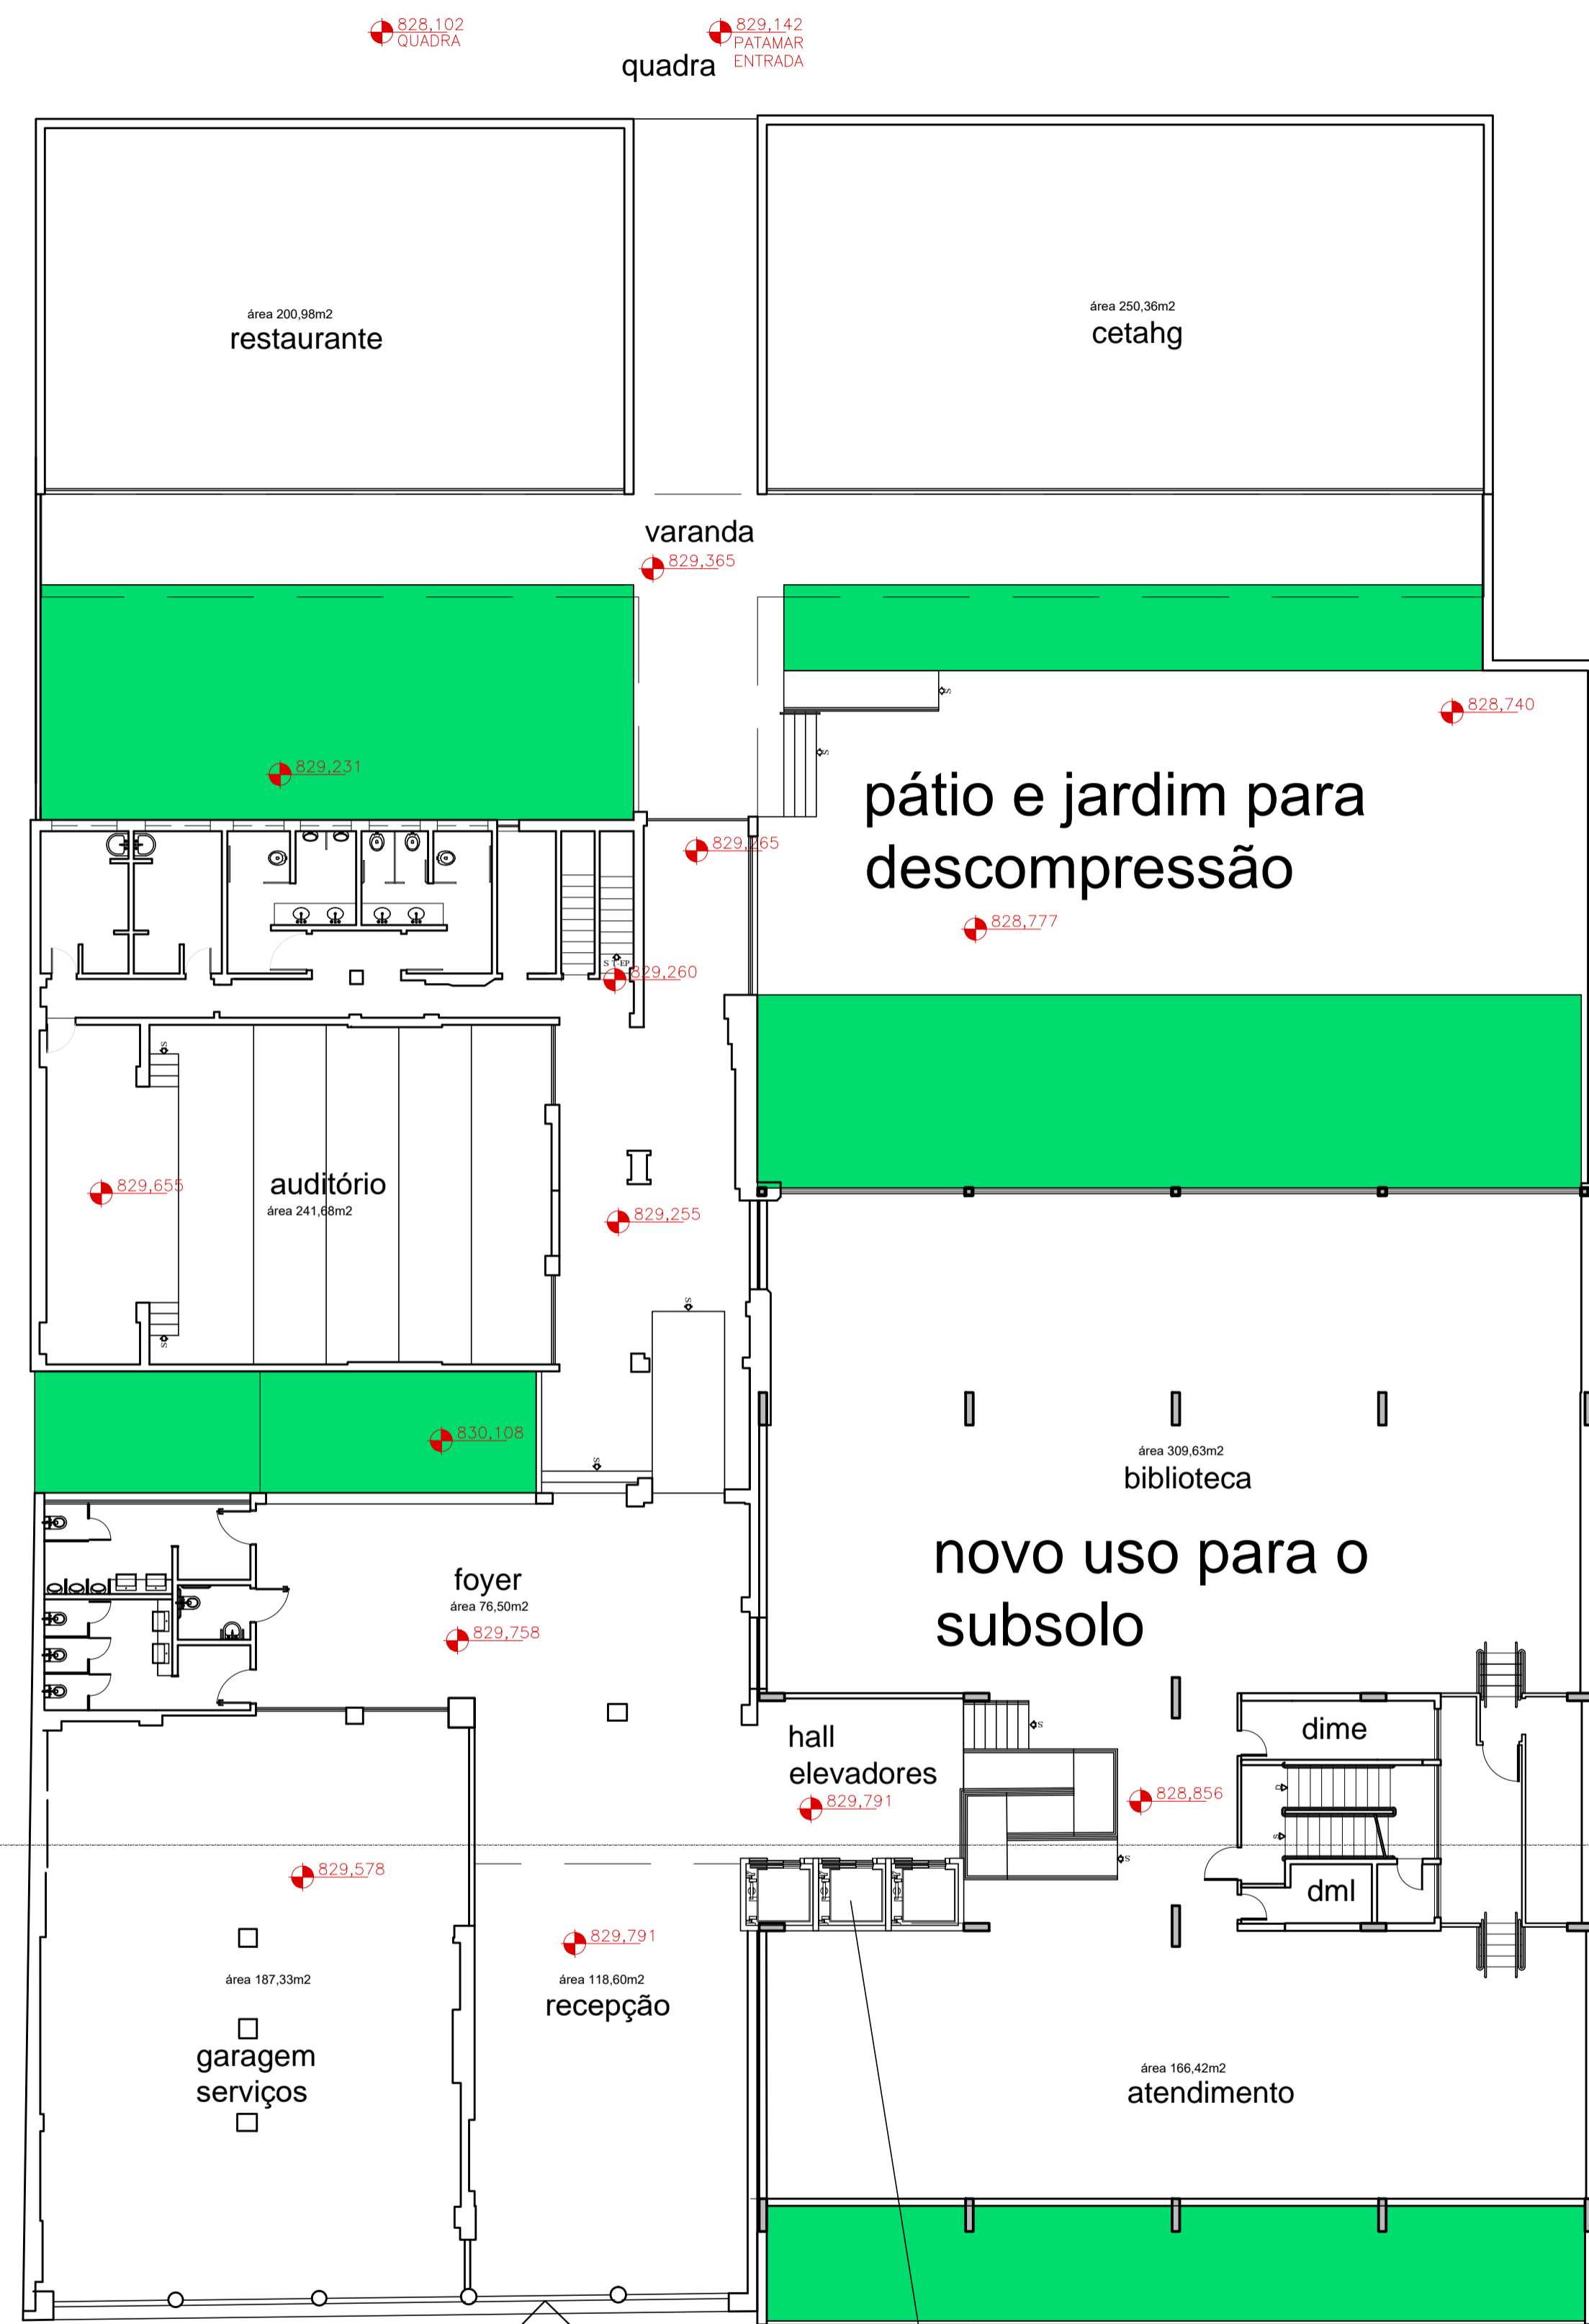 828,102
QUADRA
829,142
PATAMAR
ENTRADA
quadra
área 200,98m2
restaurante
área 250,36m2
cetahg
varanda
829,365
S
828,740
S
829,231
pátio e jardim para
descompressão
829,265
828,777
829,260
S
829,655
auditório
área 241,68m2
829,255
S
S
830,108
S
área 309,63m2
biblioteca
novo uso para o
subsolo
foyer
área 76,50m2
829,758
hall
elevadores
829,791
S
dime
828,856
S
S
829,578
dml
829,791
área 187,33m2
garagem
serviços
área 118,60m2
recepção
área 166,42m2
atendimento